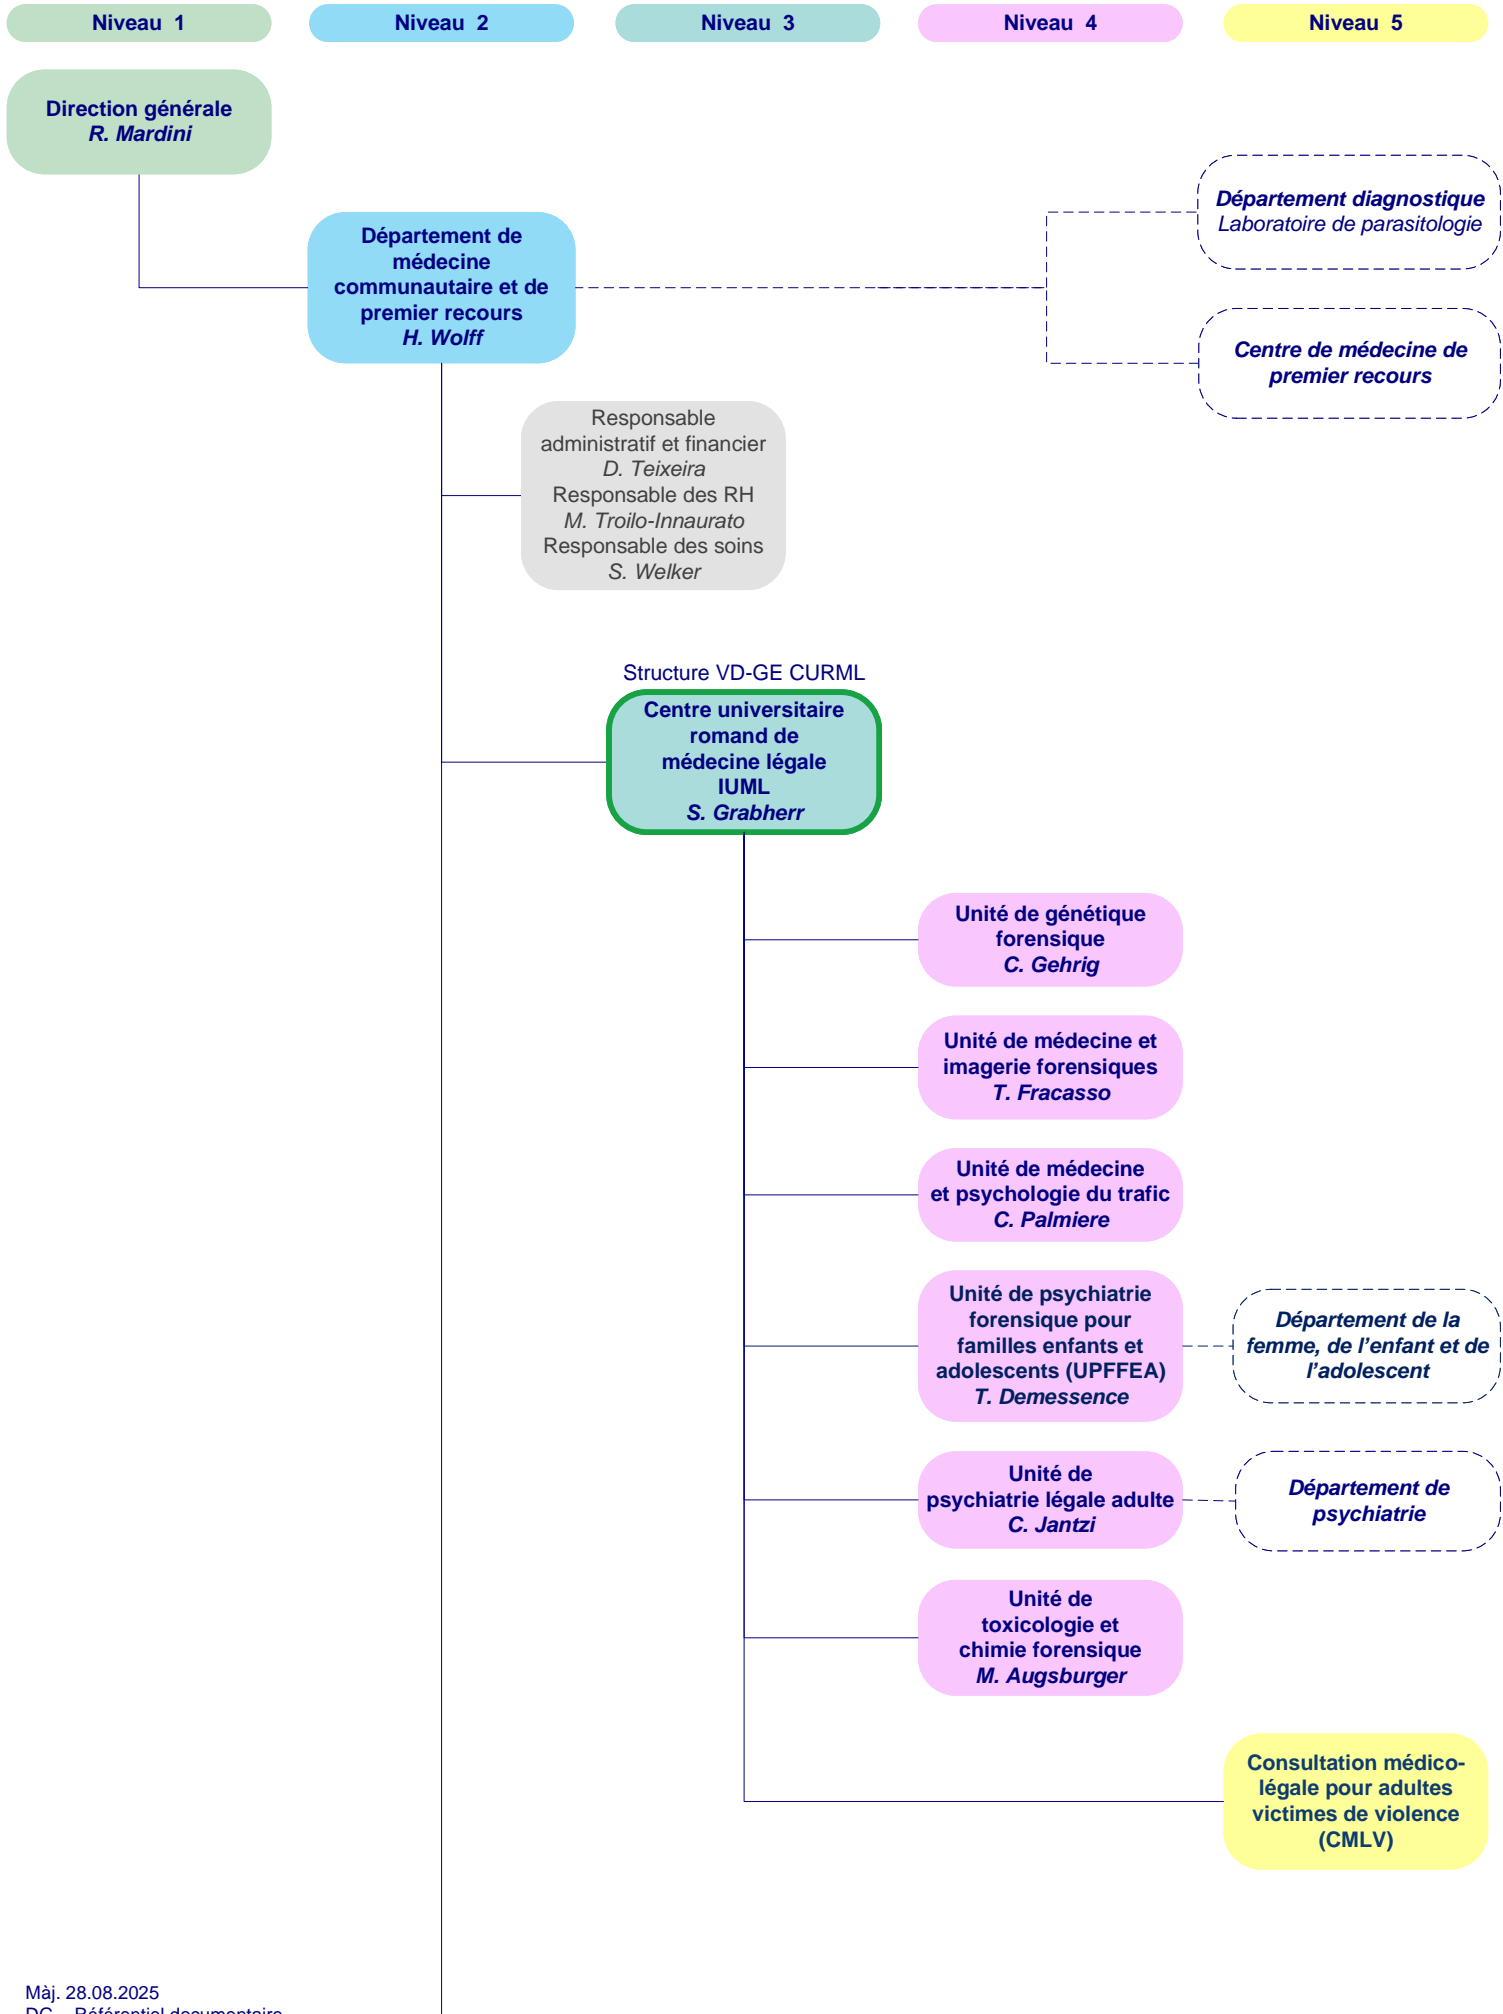 Niveau 1
Niveau 2
Niveau 3
Niveau 4
Niveau 5
Direction générale
R. Mardini
Département de
médecine
communautaire et de
premier recours
H. Wolff
Département diagnostique
Laboratoire de parasitologie
Centre de médecine de
premier recours
Responsable
administratif et financier
D. Teixeira
Responsable des RH
M. Troilo-Innaurato
Responsable des soins
S. Welker
Structure VD-GE CURML
Centre universitaire
romand de
médecine légale
IUML
S. Grabherr
Unité de génétique
forensique
C. Gehrig
Unité de médecine et
imagerie forensiques
T. Fracasso
Unité de médecine
et psychologie du trafic
C. Palmiere
Unité de psychiatrie
forensique pour
familles enfants et
adolescents (UPFFEA)
T. Demessence
Département de la
femme, de l’enfant et de
l’adolescent
Unité de
psychiatrie légale adulte
C. Jantzi
Département de
psychiatrie
Unité de
toxicologie et
chimie forensique
M. Augsburger
Consultation médico-
légale pour adultes
victimes de violence
(CMLV)
Màj. 28.08.2025
DG – Référentiel documentaire